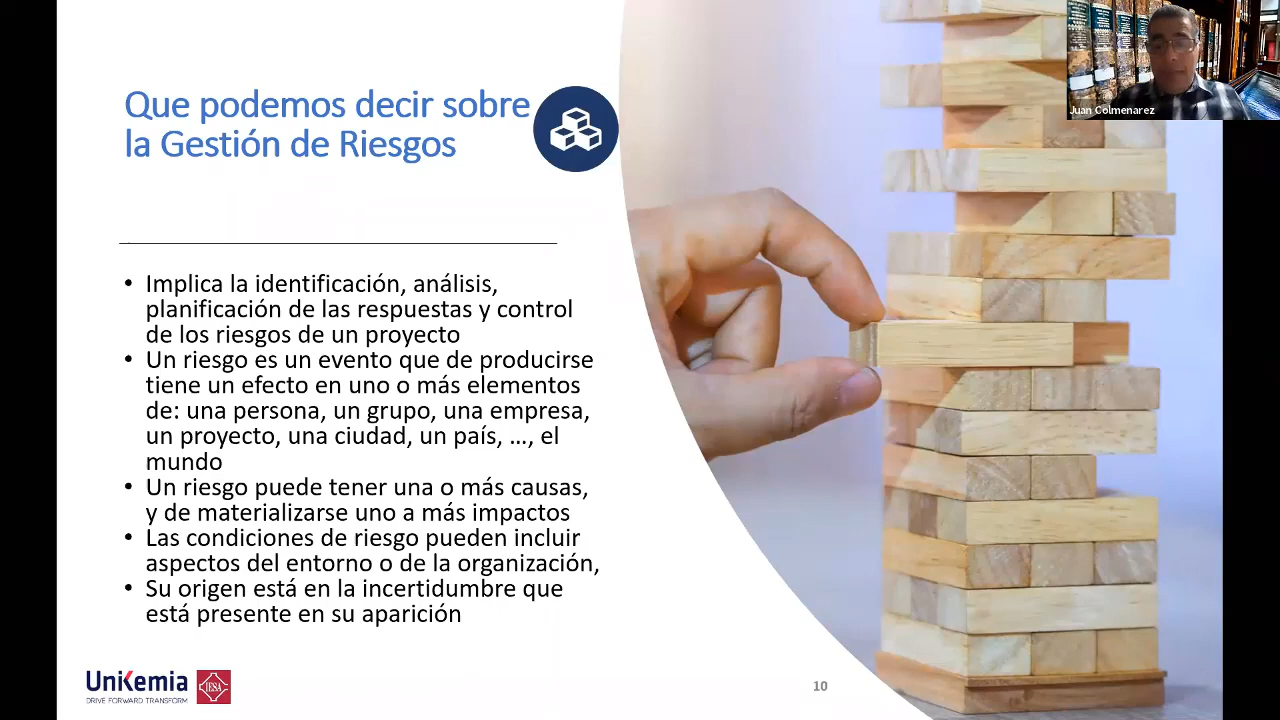 Que podemos decir sobre
la Gestión de Riesgos
Juan Colmenarez
• Implica la identificación, análisis,
planificación de las respuestas y control
de los riesgos de un proyecto
• Un riesgo es un evento que de producirse
tiene un efecto en uno o más elementos
de: una persona, un grupo, una empresa,
un proyecto, una ciudad, un país, …, el
mundo
• Un riesgo puede tener una o más causas,
y de materializarse uno a más impactos
• Las condiciones de riesgo pueden incluir
aspectos del entorno o de la organización,
• Su origen está en la incertidumbre que
está presente en su aparición
UniKemia
DRIVE FORWARD TRANSFORM
IESA
10